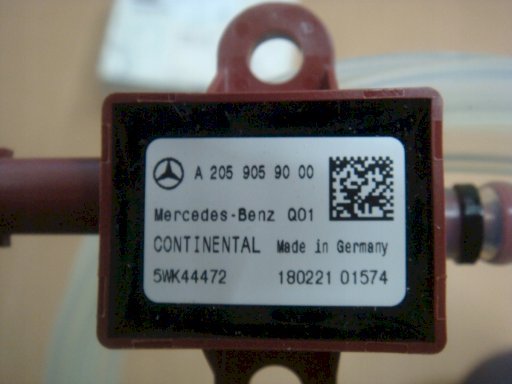 A 205 905 90 00
Mercedes-Benz Q01
CONTINENTAL Made in Germany
5WK44472 180221 01574